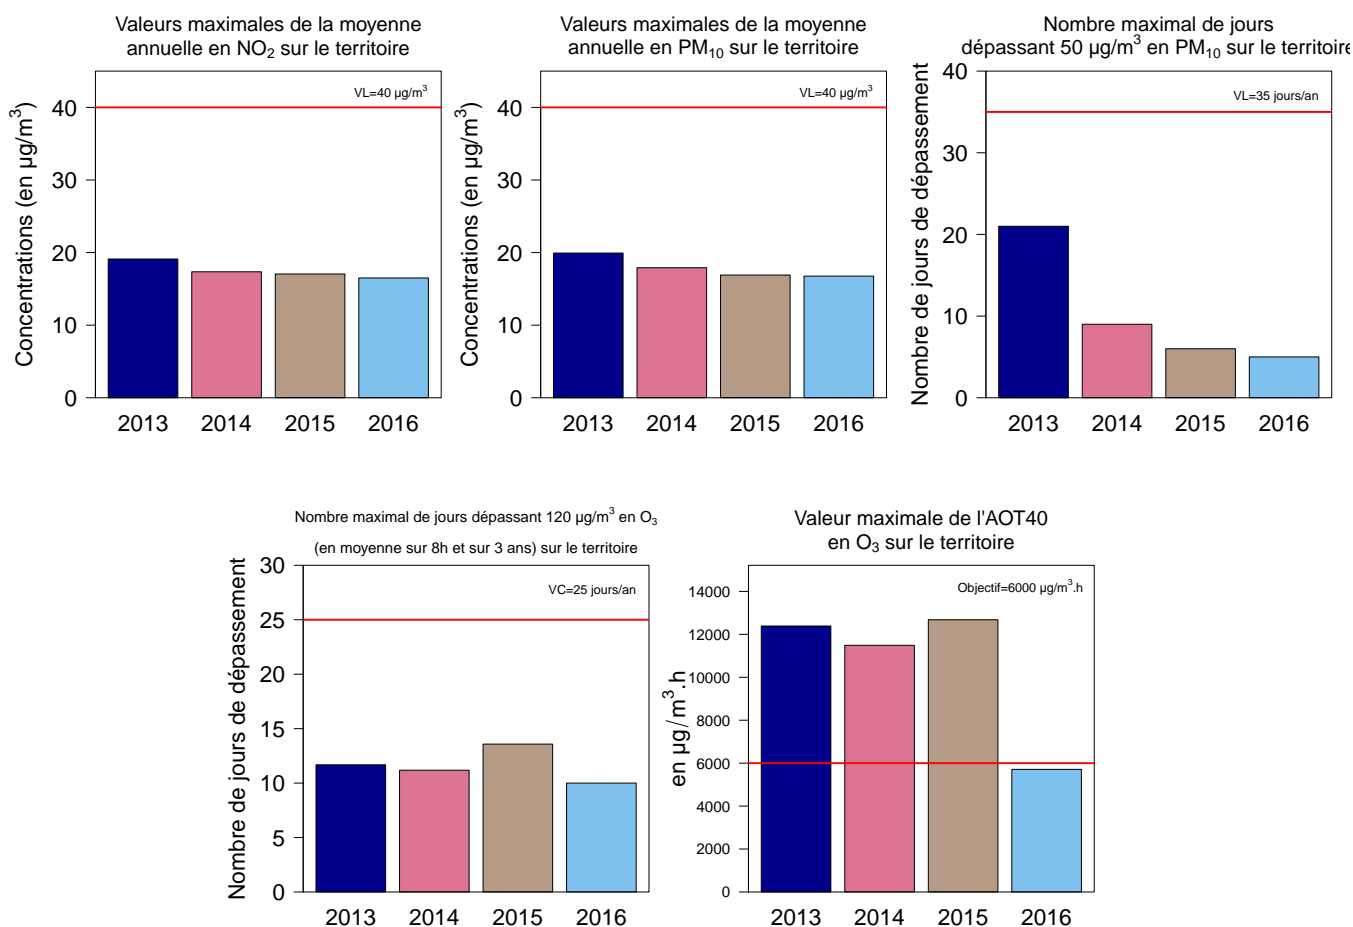 Valeurs maximales de la moyenne
annuelle en NO₂ sur le territoire
VL=40 µg/m³
Concentrations (en µg/m³)
40
30
20
10
0
2013 2014 2015 2016
Valeurs maximales de la moyenne
annuelle en PM₁₀ sur le territoire
VL=40 µg/m³
Concentrations (en µg/m³)
40
30
20
10
0
2013 2014 2015 2016
Nombre maximal de jours
dépassant 50 µg/m³ en PM₁₀ sur le territoire
VL=35 jours/an
Nombre de jours de dépassement
40
30
20
10
0
2013 2014 2015 2016
Nombre maximal de jours dépassant 120 µg/m³ en O₃
(en moyenne sur 8h et sur 3 ans) sur le territoire
VC=25 jours/an
Nombre de jours de dépassement
30
25
20
15
10
5
0
2013 2014 2015 2016
Valeur maximale de l'AOT40
en O₃ sur le territoire
Objectif=6000 µg/m³.h
en µg/m³.h
14000
12000
10000
8000
6000
4000
2000
0
2013 2014 2015 2016